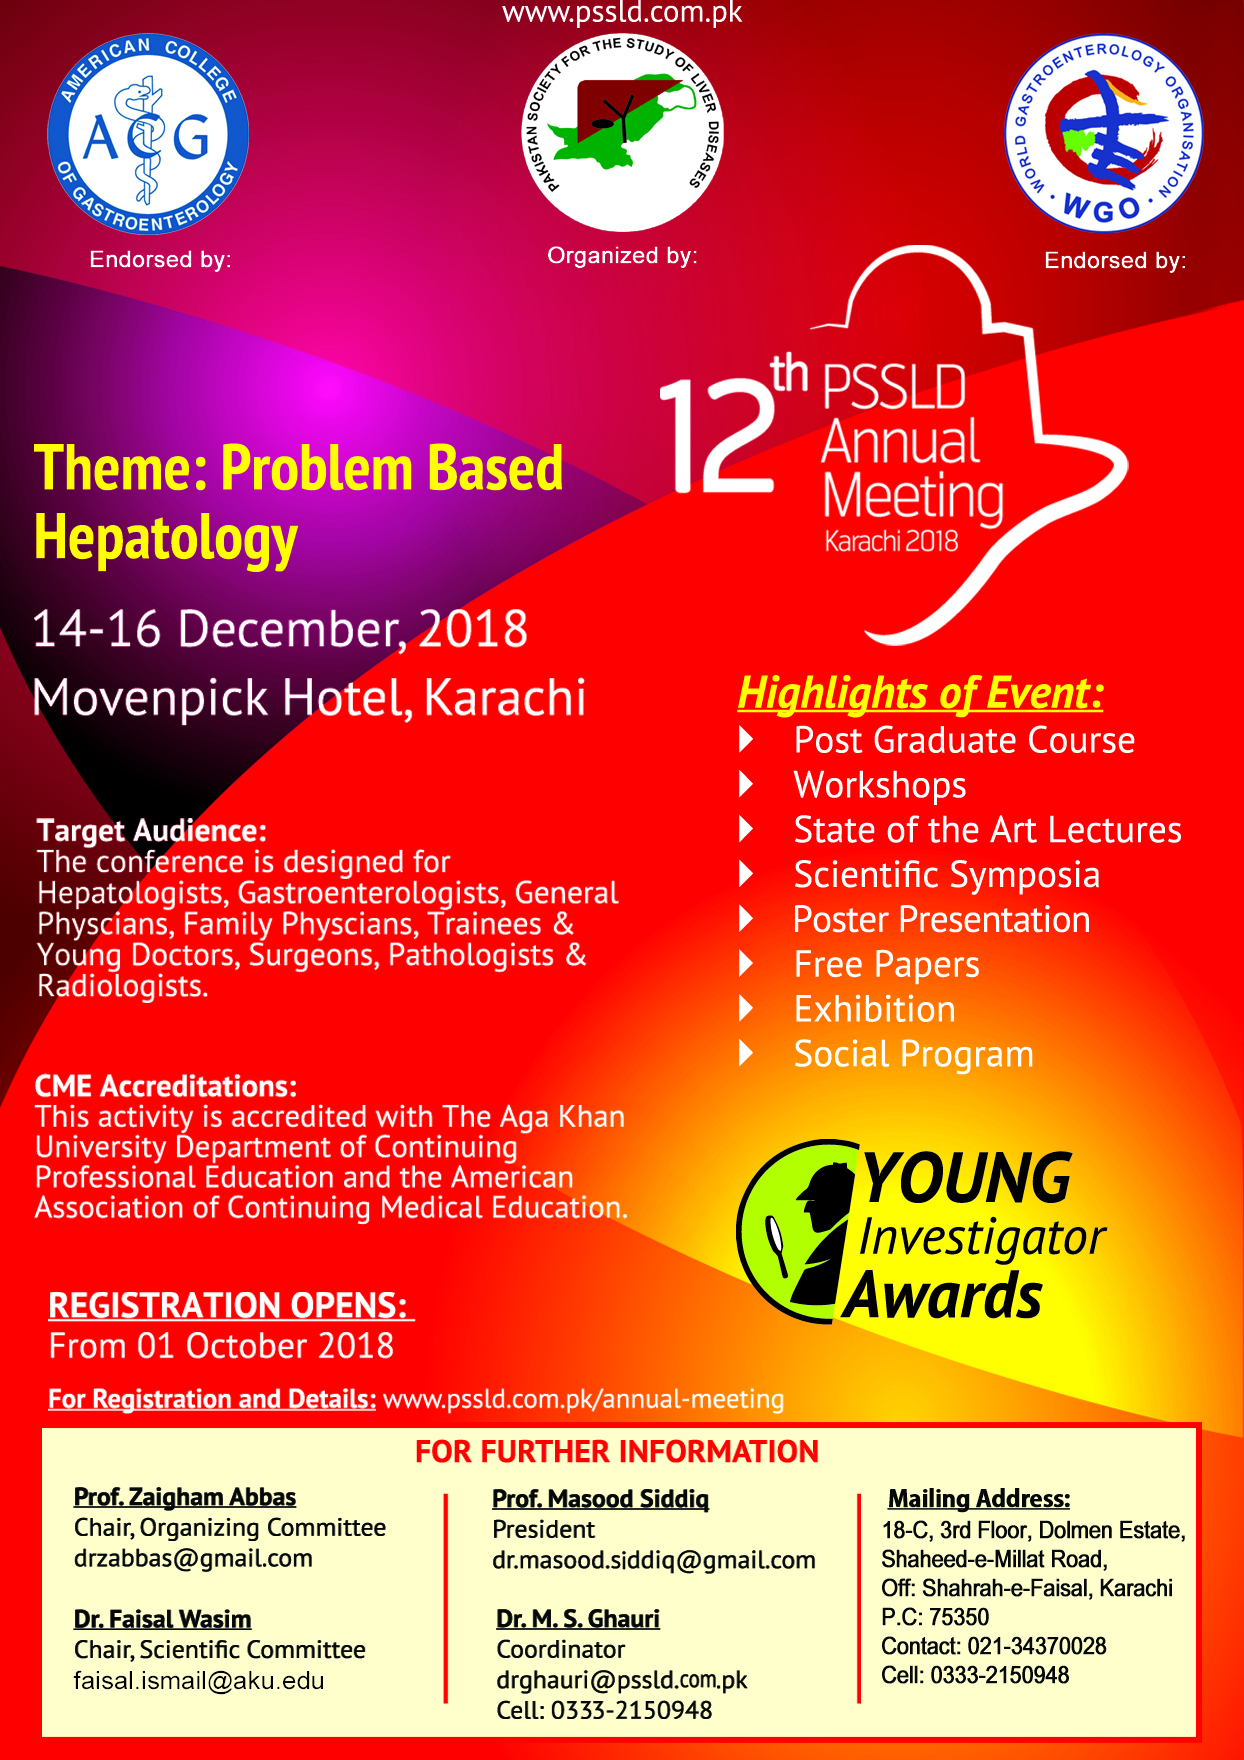 www.pssld.com.pk
AMERICAN COLLEGE
OF GASTROENTEROLOGY
ACG
Endorsed by:
PAKISTAN SOCIETY FOR THE STUDY OF LIVER DISEASES
Organized by:
WORLD GASTROENTEROLOGY ORGANISATION
· WGO ·
Endorsed by:
12th PSSLD
Annual
Meeting
Karachi 2018
Theme: Problem Based
Hepatology
14-16 December, 2018
Movenpick Hotel, Karachi
Target Audience:
The conference is designed for
Hepatologists, Gastroenterologists, General
Physcians, Family Physcians, Trainees &
Young Doctors, Surgeons, Pathologists &
Radiologists.
CME Accreditations:
This activity is accredited with The Aga Khan
University Department of Continuing
Professional Education and the American
Association of Continuing Medical Education.
REGISTRATION OPENS:
From 01 October 2018
For Registration and Details: www.pssld.com.pk/annual-meeting
Highlights of Event:
Post Graduate Course
Workshops
State of the Art Lectures
Scientific Symposia
Poster Presentation
Free Papers
Exhibition
Social Program
YOUNG
Investigator
Awards
FOR FURTHER INFORMATION
Prof. Zaigham Abbas
Chair, Organizing Committee
drzabbas@gmail.com
Dr. Faisal Wasim
Chair, Scientific Committee
faisal.ismail@aku.edu
Prof. Masood Siddiq
President
dr.masood.siddiq@gmail.com
Dr. M. S. Ghauri
Coordinator
drghauri@pssld.com.pk
Cell: 0333-2150948
Mailing Address:
18-C, 3rd Floor, Dolmen Estate,
Shaheed-e-Millat Road,
Off: Shahrah-e-Faisal, Karachi
P.C: 75350
Contact: 021-34370028
Cell: 0333-2150948